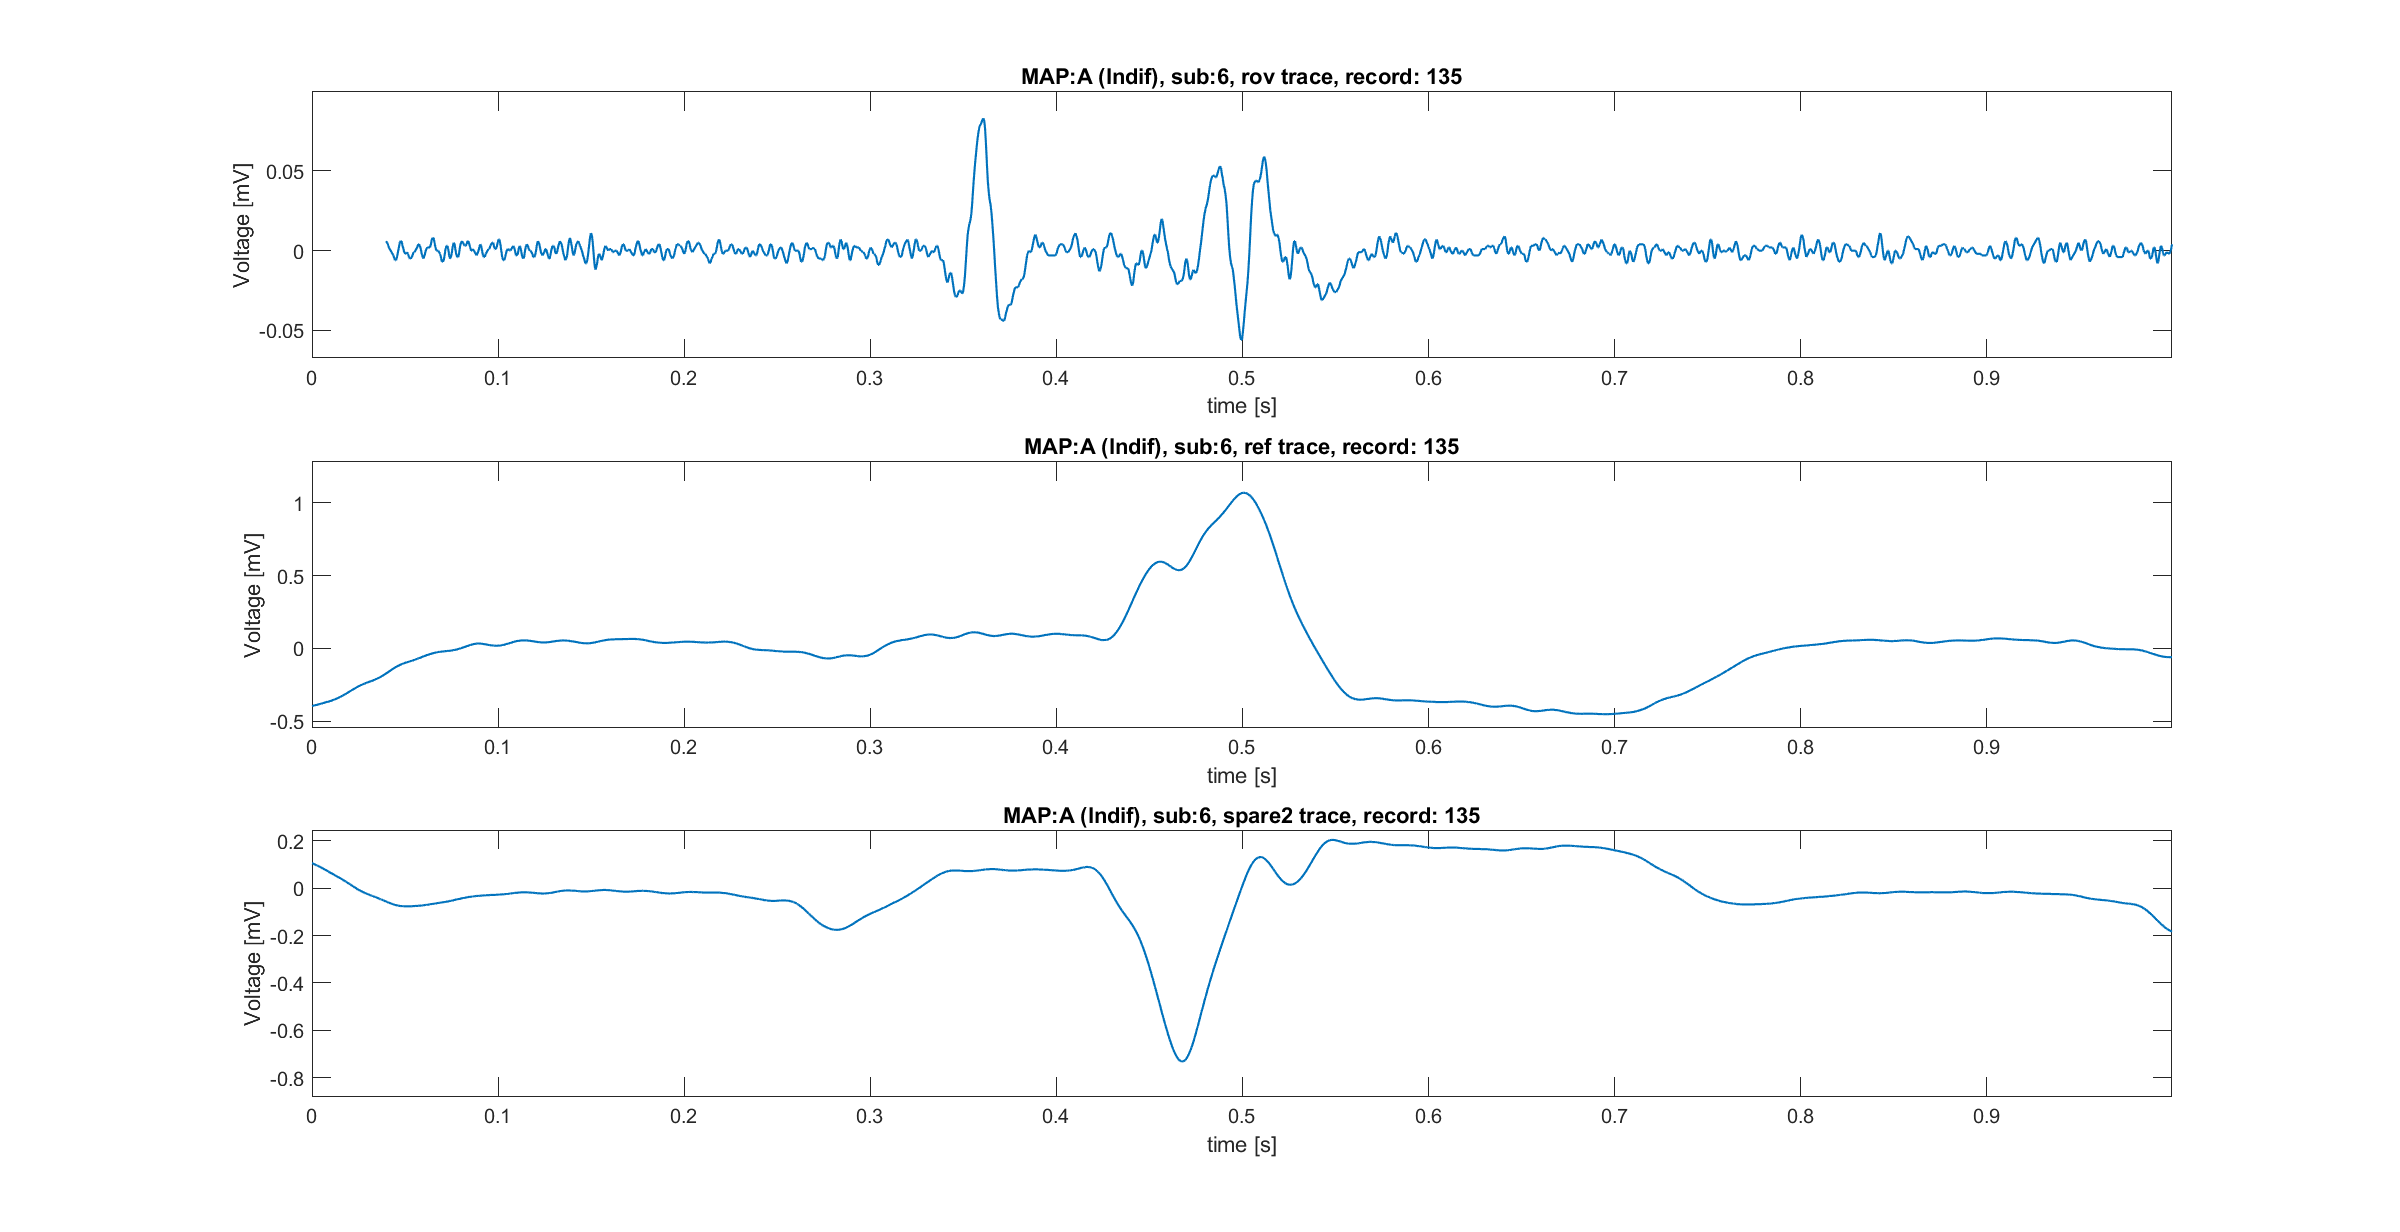 MAP:A (Indif), sub:6, rov trace, record: 135
Voltage [mV]
0.05
0
-0.05
0 0.1 0.2 0.3 0.4 0.5 0.6 0.7 0.8 0.9
time [s]
MAP:A (Indif), sub:6, ref trace, record: 135
Voltage [mV]
1
0.5
0
-0.5
0 0.1 0.2 0.3 0.4 0.5 0.6 0.7 0.8 0.9
time [s]
MAP:A (Indif), sub:6, spare2 trace, record: 135
Voltage [mV]
0.2
0
-0.2
-0.4
-0.6
-0.8
0 0.1 0.2 0.3 0.4 0.5 0.6 0.7 0.8 0.9
time [s]